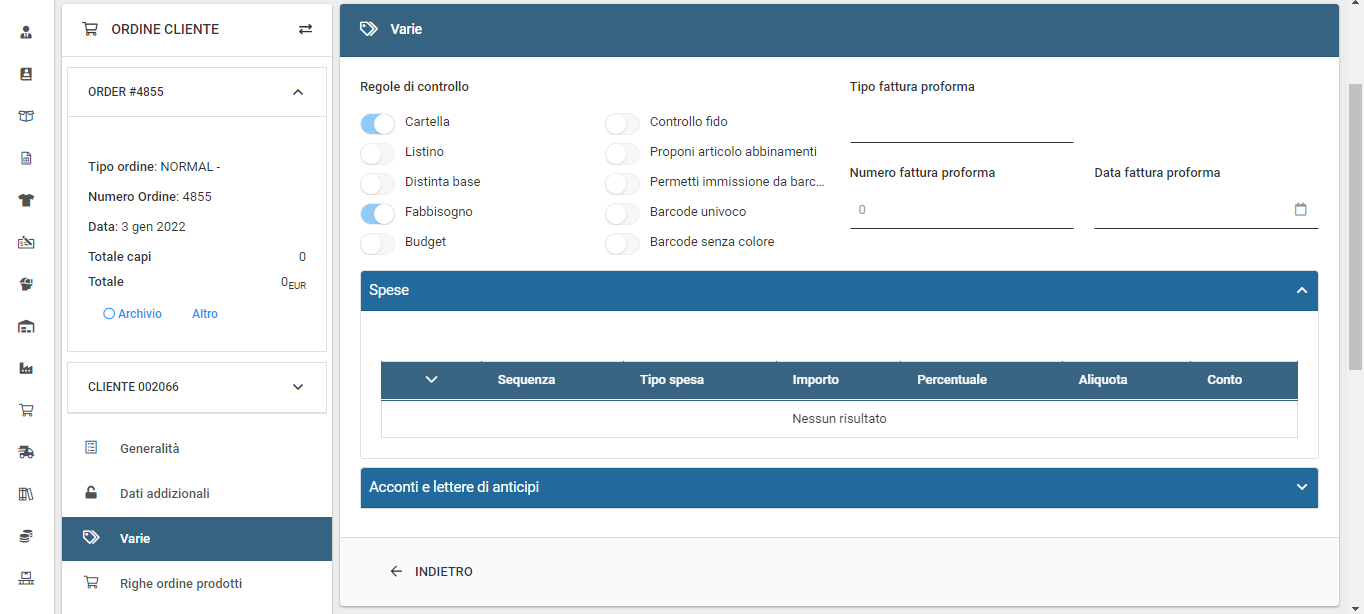 ORDINE CLIENTE
ORDER #4855
Tipo ordine: NORMAL -
Numero Ordine: 4855
Data: 3 gen 2022
Totale capi 0
Totale 0EUR
Archivio Altro
CLIENTE 002066
Generalità
Dati addizionali
Varie
Righe ordine prodotti
Varie
Regole di controllo
Cartella
Listino
Distinta base
Fabbisogno
Budget
Controllo fido
Proponi articolo abbinamenti
Permetti immissione da barc...
Barcode univoco
Barcode senza colore
Tipo fattura proforma
Numero fattura proforma Data fattura proforma
0
Spese
Sequenza Tipo spesa Importo Percentuale Aliquota Conto
Nessun risultato
Acconti e lettere di anticipi
INDIETRO